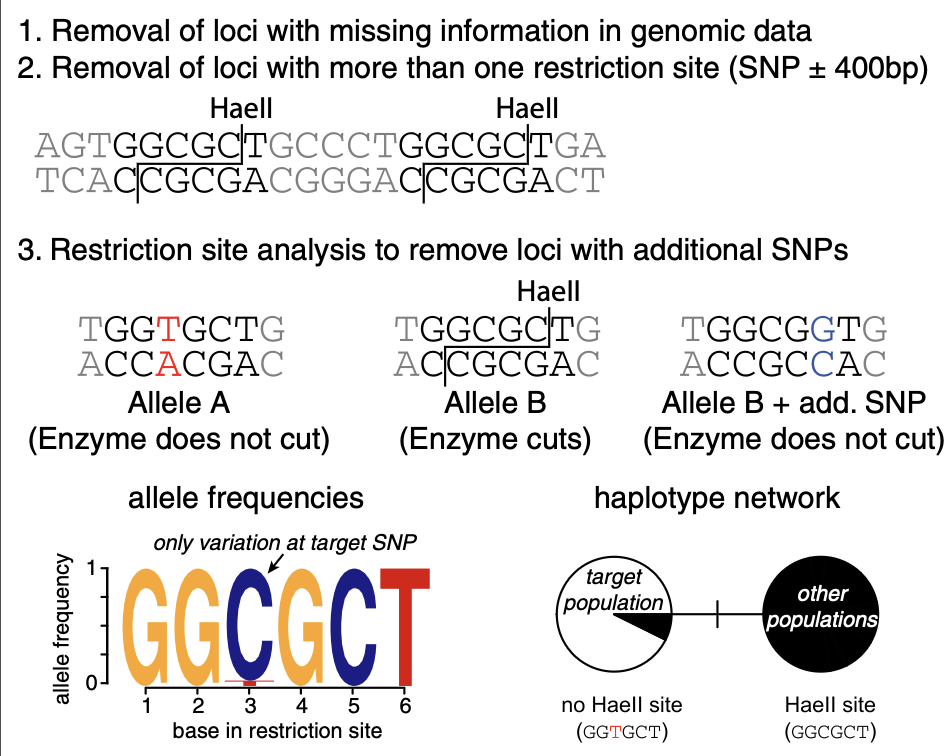 1. Removal of loci with missing information in genomic data
2. Removal of loci with more than one restriction site (SNP ± 400bp)
HaeII HaeII
AGTGGCGCTGCCCTGGCGCTGA
TCACCGCGACGGGACCGCGACT
3. Restriction site analysis to remove loci with additional SNPs
HaeII
TGGTGCTG TGGCGCTG TGGCGGTG
ACCACGAC ACCGCGAC ACCGCCAC
Allele A Allele B Allele B + add. SNP
(Enzyme does not cut) (Enzyme cuts) (Enzyme does not cut)
allele frequencies
only variation at target SNP
allele frequency
1
0
GGCGCT
T
1 2 3 4 5 6
base in restriction site
haplotype network
target
population
other
populations
no HaeII site HaeII site
(GGTGCT) (GGCGCT)